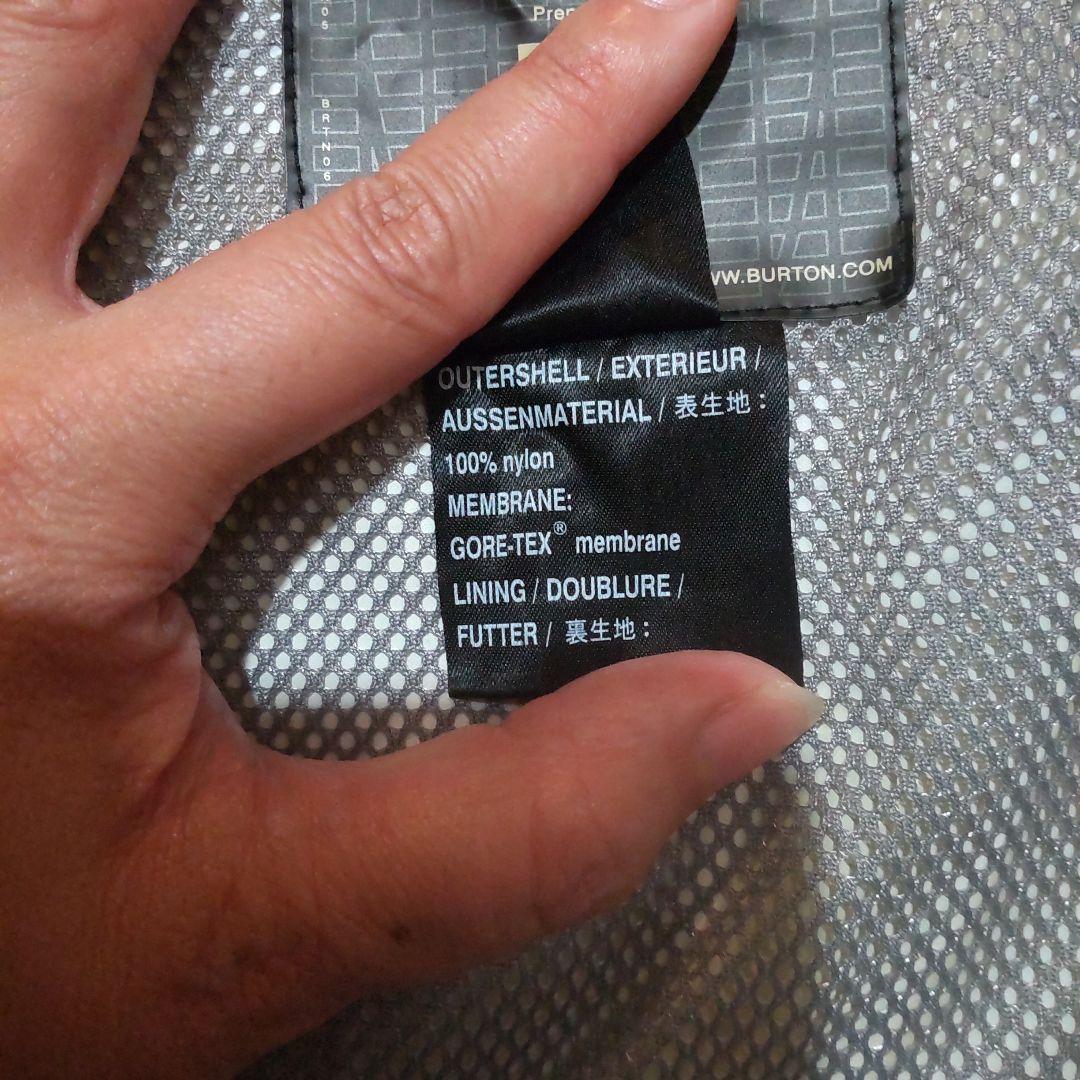 BRTN06
WWW.BURTON.COM
OUTERSHELL / EXTERIEUR /
AUSSENMATERIAL / 表生地：
100% nylon
MEMBRANE:
GORE-TEX® membrane
LINING / DOUBLURE /
FUTTER / 裏生地：